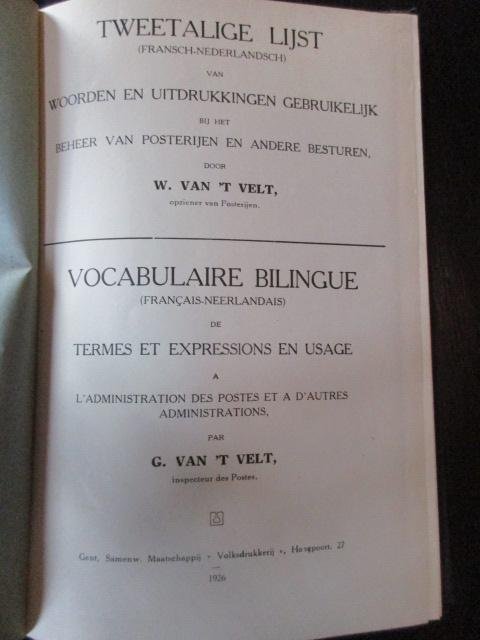 TWEETALIGE LIJST
(FRANSCH-NEDERLANDSCH)
VAN
WOORDEN EN UITDRUKKINGEN GEBRUIKELIJK
BIJ HET
BEHEER VAN POSTERIJEN EN ANDERE BESTUREN,
DOOR
W. VAN 'T VELT,
opziener van Posterijen.
VOCABULAIRE BILINGUE
(FRANÇAIS-NEERLANDAIS)
DE
TERMES ET EXPRESSIONS EN USAGE
A
L'ADMINISTRATION DES POSTES ET A D'AUTRES
ADMINISTRATIONS,
PAR
G. VAN 'T VELT,
inspecteur des Postes.
Gent, Samenw. Maatschappij « Volksdrukkerij », Hoogpoort. 27
—
1926